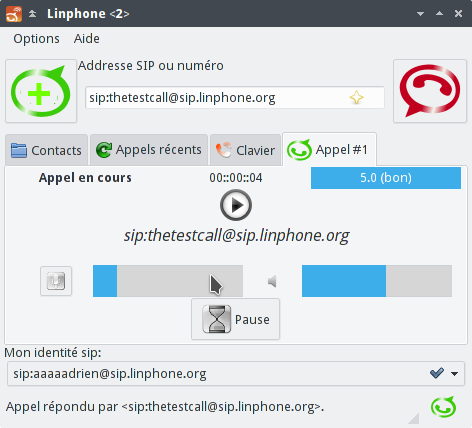 Linphone <2>
Options Aide
Addresse SIP ou numéro
sip:thetestcall@sip.linphone.org
Contacts Appels récents Clavier Appel #1
Appel en cours 00::00::04 5.0 (bon)
sip:thetestcall@sip.linphone.org
Pause
Mon identité sip:
sip:aaaaadrien@sip.linphone.org
Appel répondu par <sip:thetestcall@sip.linphone.org>.